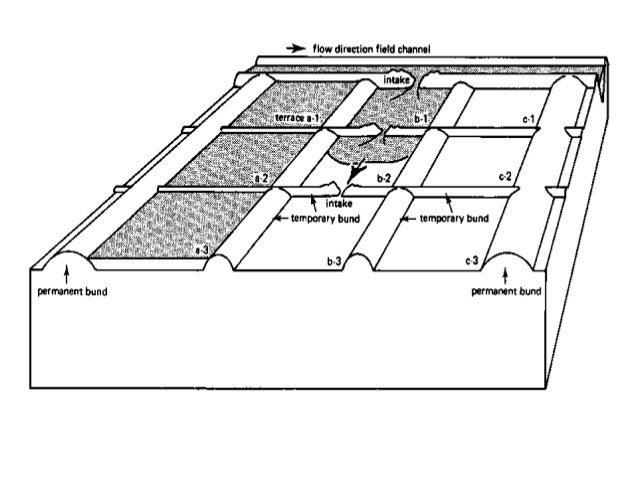 flow direction field channel
intake
terrace a-1
b-1
c-1
a-2
b-2
c-2
intake
temporary bund
temporary bund
a-3
b-3
c-3
permanent bund
permanent bund